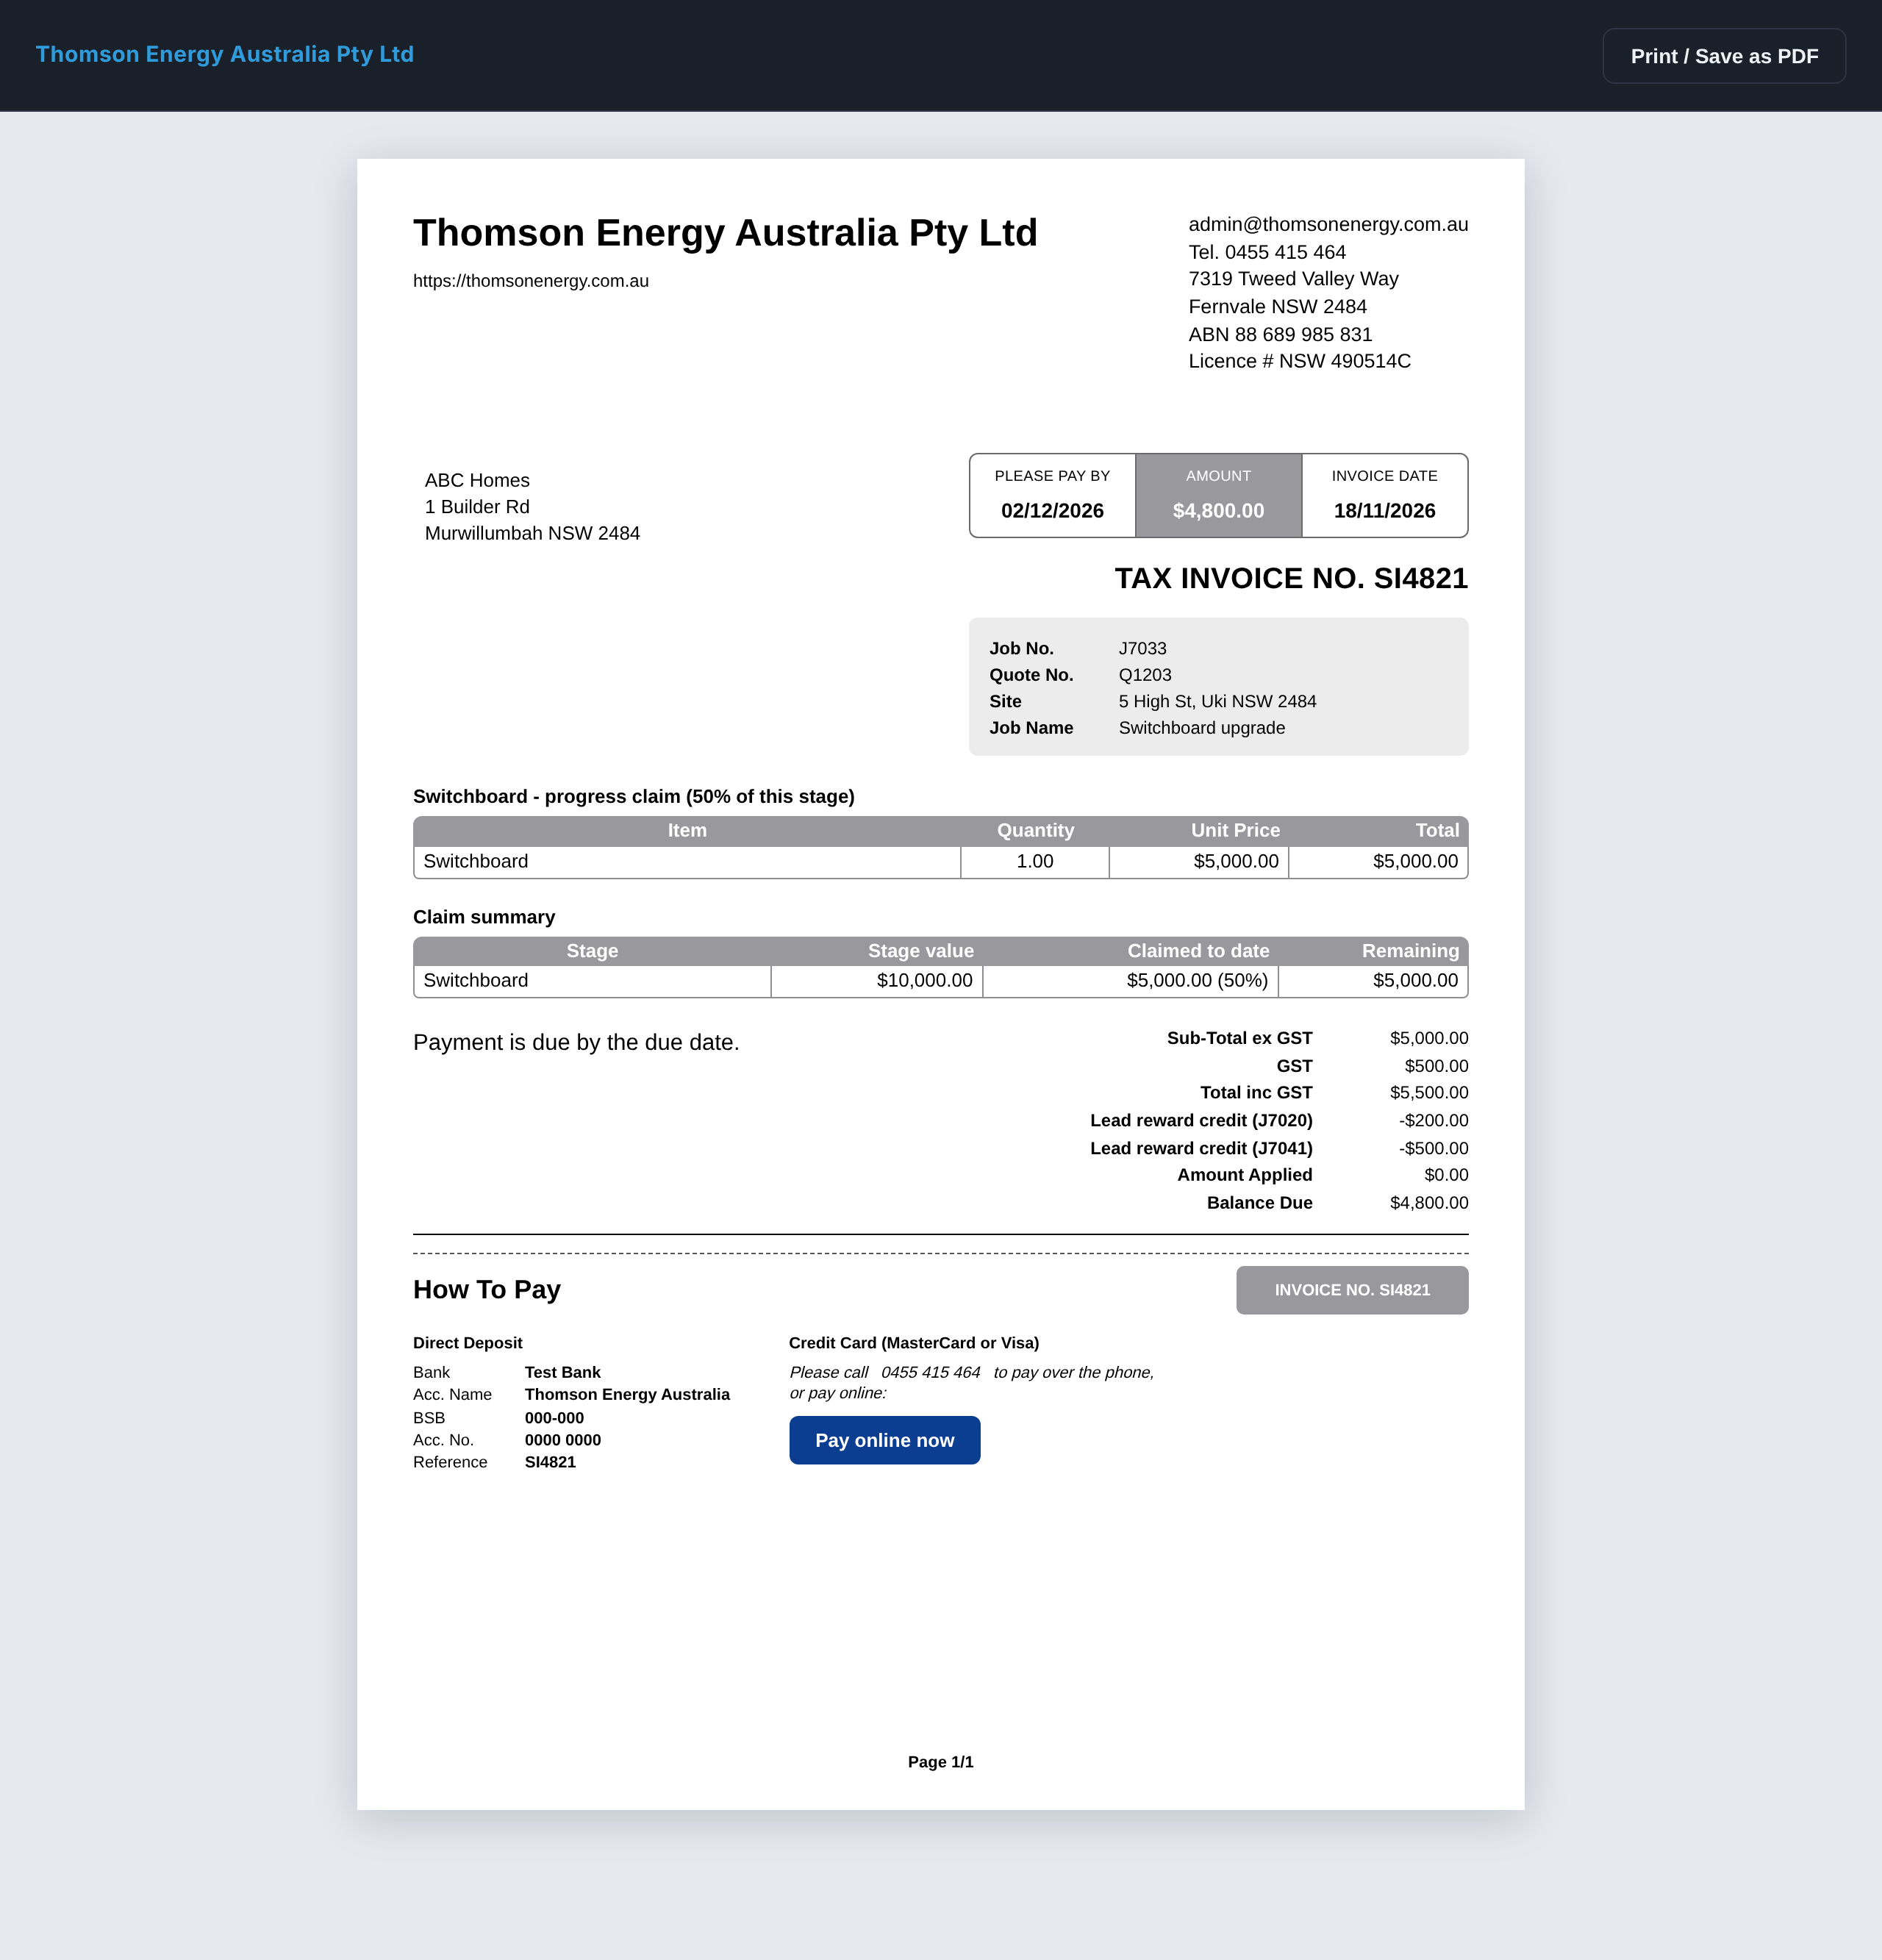 Thomson Energy Australia Pty Ltd
Print / Save as PDF
Thomson Energy Australia Pty Ltd
https://thomsonenergy.com.au
admin@thomsonenergy.com.au
Tel. 0455 415 464
7319 Tweed Valley Way
Fernvale NSW 2484
ABN 88 689 985 831
Licence # NSW 490514C
ABC Homes
1 Builder Rd
Murwillumbah NSW 2484
PLEASE PAY BY AMOUNT INVOICE DATE
02/12/2026 $4,800.00 18/11/2026
TAX INVOICE NO. SI4821
Job No. J7033
Quote No. Q1203
Site 5 High St, Uki NSW 2484
Job Name Switchboard upgrade
Switchboard - progress claim (50% of this stage)
Item Quantity Unit Price Total
Switchboard 1.00 $5,000.00 $5,000.00
Claim summary
Stage Stage value Claimed to date Remaining
Switchboard $10,000.00 $5,000.00 (50%) $5,000.00
Payment is due by the due date.
Sub-Total ex GST $5,000.00
GST $500.00
Total inc GST $5,500.00
Lead reward credit (J7020) -$200.00
Lead reward credit (J7041) -$500.00
Amount Applied $0.00
Balance Due $4,800.00
How To Pay
INVOICE NO. SI4821
Direct Deposit
Bank Test Bank
Acc. Name Thomson Energy Australia
BSB 000-000
Acc. No. 0000 0000
Reference SI4821
Credit Card (MasterCard or Visa)
Please call 0455 415 464 to pay over the phone,
or pay online:
Pay online now
Page 1/1